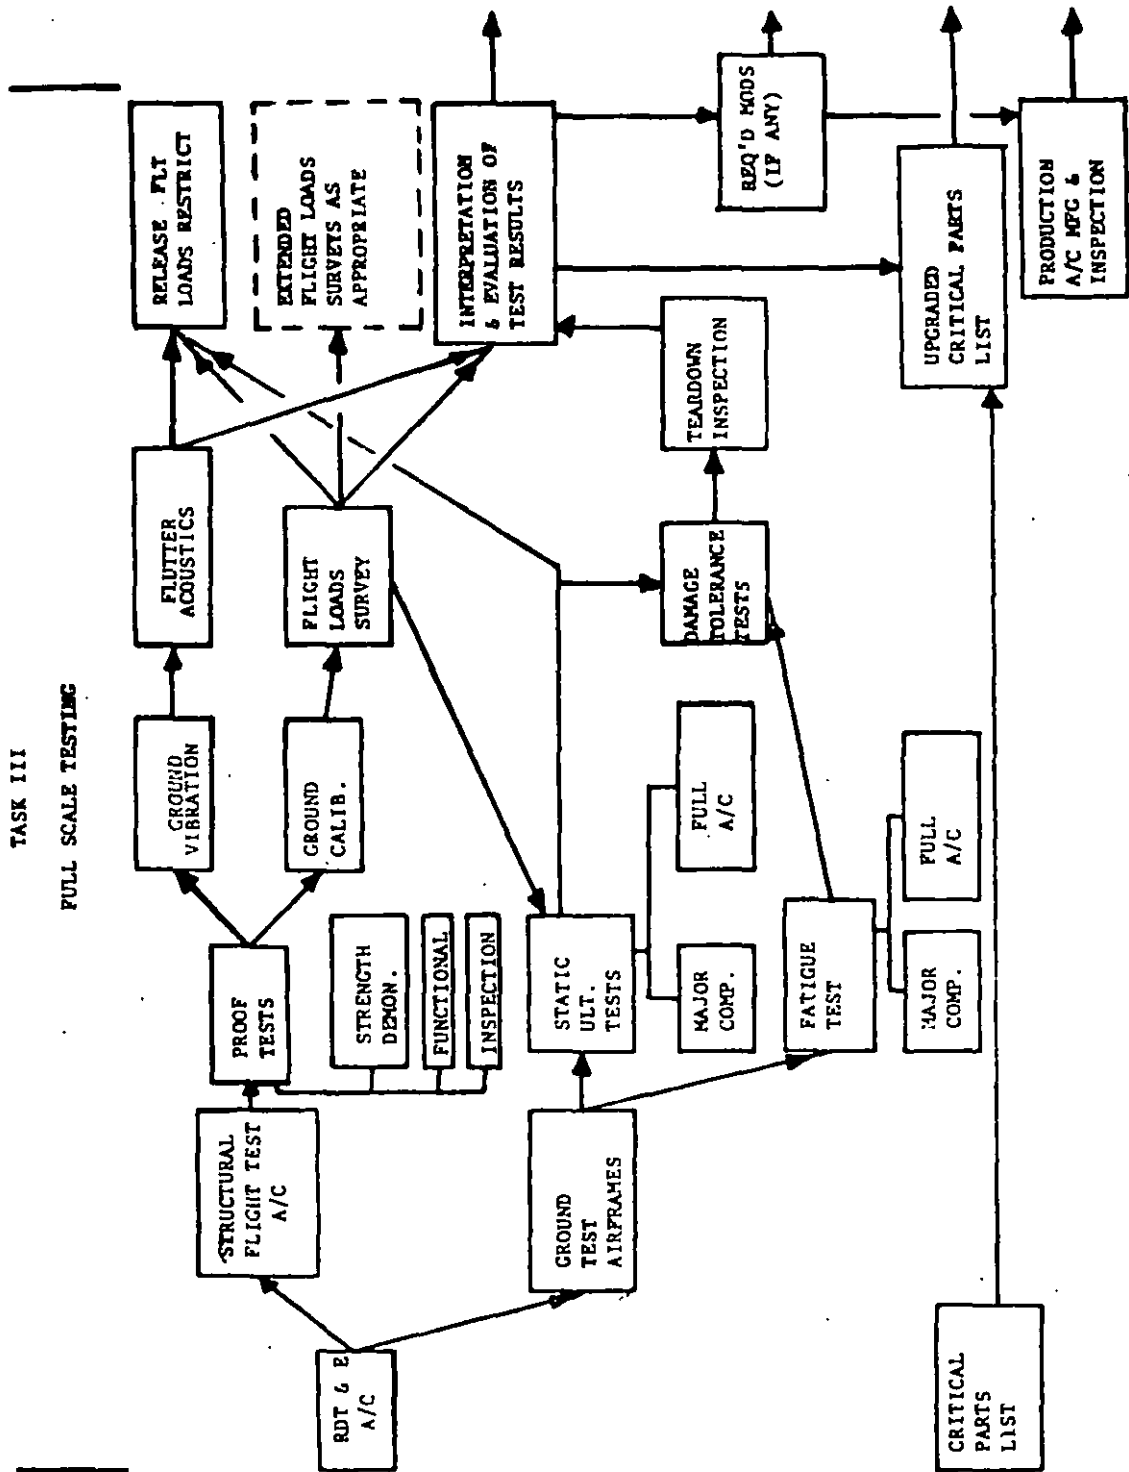 TASK III
FULL SCALE TESTING
RDT & E
A/C
STRUCTURAL
FLIGHT TEST
A/C
PROOF
TESTS
STRENGTH
DEMON.
FUNCTIONAL
INSPECTION
GROUND
VIBRATION
GROUND
CALIB.
FLUTTER
ACOUSTICS
FLIGHT
LOADS
SURVEY
RELEASE FLT
LOADS RESTRICT
EXTENDED
FLIGHT LOADS
SURVEYS AS
APPROPRIATE
INTERPRETATION
& EVALUATION OF
TEST RESULTS
GROUND
TEST
AIRFRAMES
STATIC
ULT.
TESTS
MAJOR
COMP.
FULL
A/C
DAMAGE
TOLERANCE
TESTS
TEARDOWN
INSPECTION
REQ'D MODS
(IF ANY)
FATIGUE
TEST
MAJOR
COMP.
FULL
A/C
CRITICAL
PARTS
LIST
UPGRADED
CRITICAL PARTS
LIST
PRODUCTION
A/C MFG &
INSPECTION